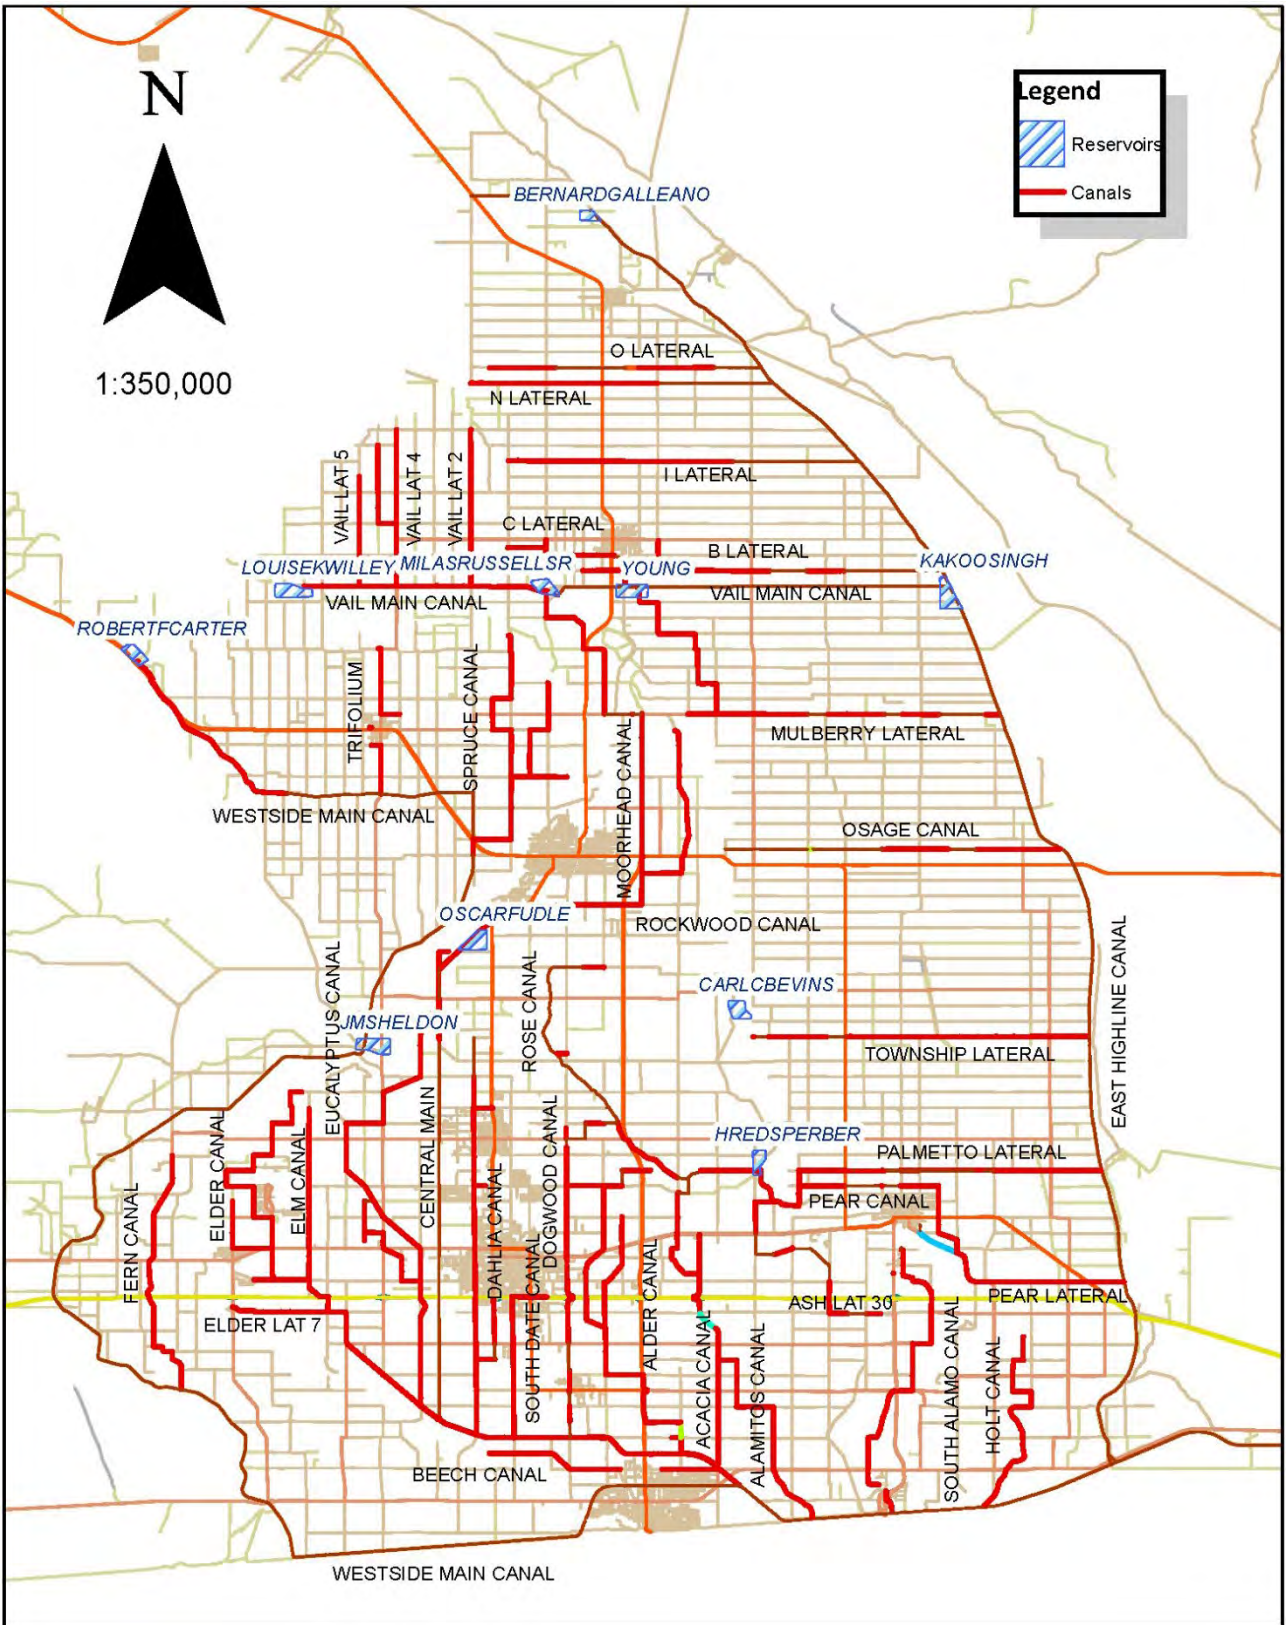 N
1:350,000
Legend
Reservoirs
Canals
BERNARDGALLEANO
O LATERAL
N LATERAL
VAIL LAT 5
VAIL LAT 4
VAIL LAT 2
I LATERAL
C LATERAL
B LATERAL
LOUISEKWILLEY
MILASRUSSELLSR
YOUNG
KAKOOSINGH
VAIL MAIN CANAL
VAIL MAIN CANAL
ROBERTFCARTER
TRIFOLIUM
SPRUCE CANAL
MOORHEAD CANAL
MULBERRY LATERAL
WESTSIDE MAIN CANAL
OSAGE CANAL
OSCARFUDLE
ROCKWOOD CANAL
EAST HIGHLINE CANAL
EUCALYPTUS CANAL
ROSE CANAL
CARLCBEVINS
JMSHELDON
TOWNSHIP LATERAL
HREDSPERBER
PALMETTO LATERAL
FERN CANAL
ELDER CANAL
ELM CANAL
CENTRAL MAIN
DAHLIA CANAL
DOGWOOD CANAL
PEAR CANAL
SOUTH DATE CANAL
ALDER CANAL
ASH LAT 30
PEAR LATERAL
ELDER LAT 7
ACACIA CANAL
ALAMITOS CANAL
SOUTH ALAMO CANAL
HOLT CANAL
BEECH CANAL
WESTSIDE MAIN CANAL